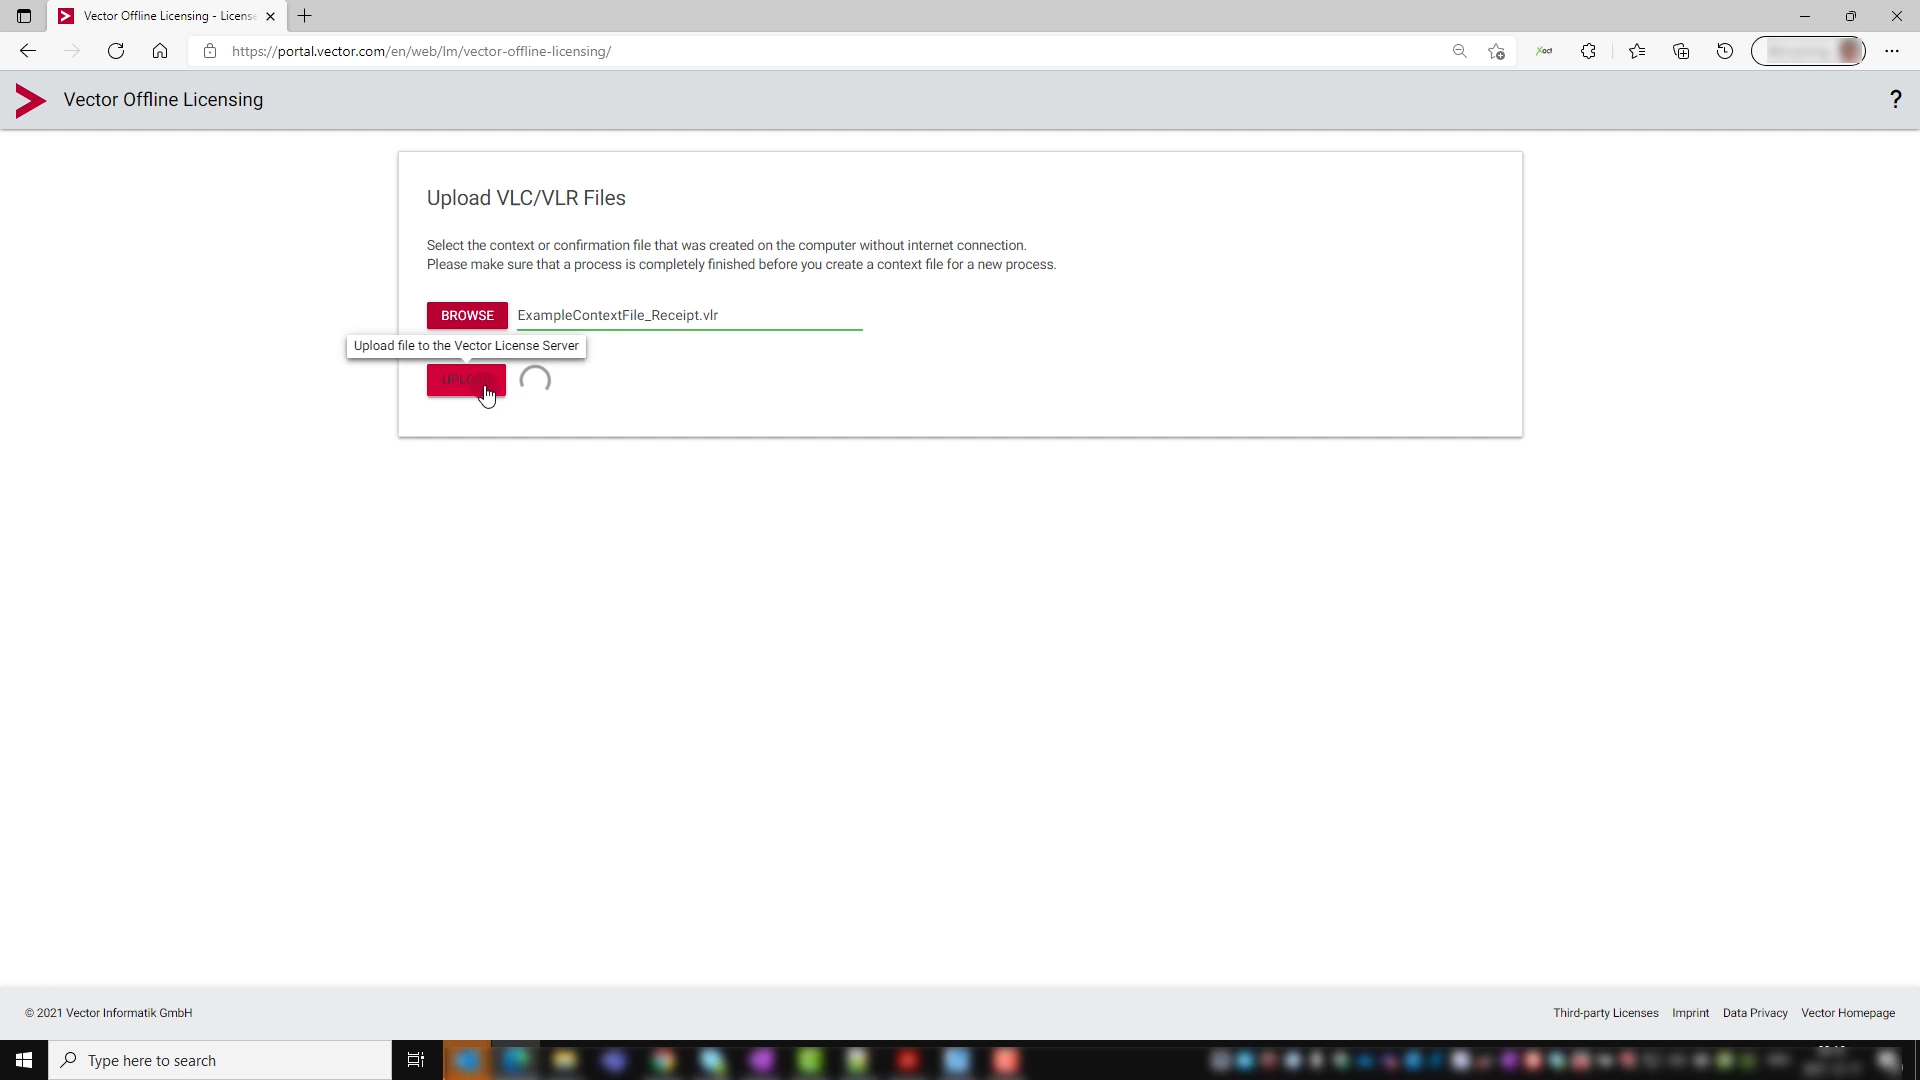 Vector Offline Licensing - License
https://portal.vector.com/en/web/lm/vector-offline-licensing/
Xact
Vector Offline Licensing
?
Upload VLC/VLR Files
Select the context or confirmation file that was created on the computer without internet connection.
Please make sure that a process is completely finished before you create a context file for a new process.
BROWSE ExampleContextFile_Receipt.vlr
Upload file to the Vector License Server
© 2021 Vector Informatik GmbH
Third-party Licenses Imprint Data Privacy Vector Homepage
Type here to search